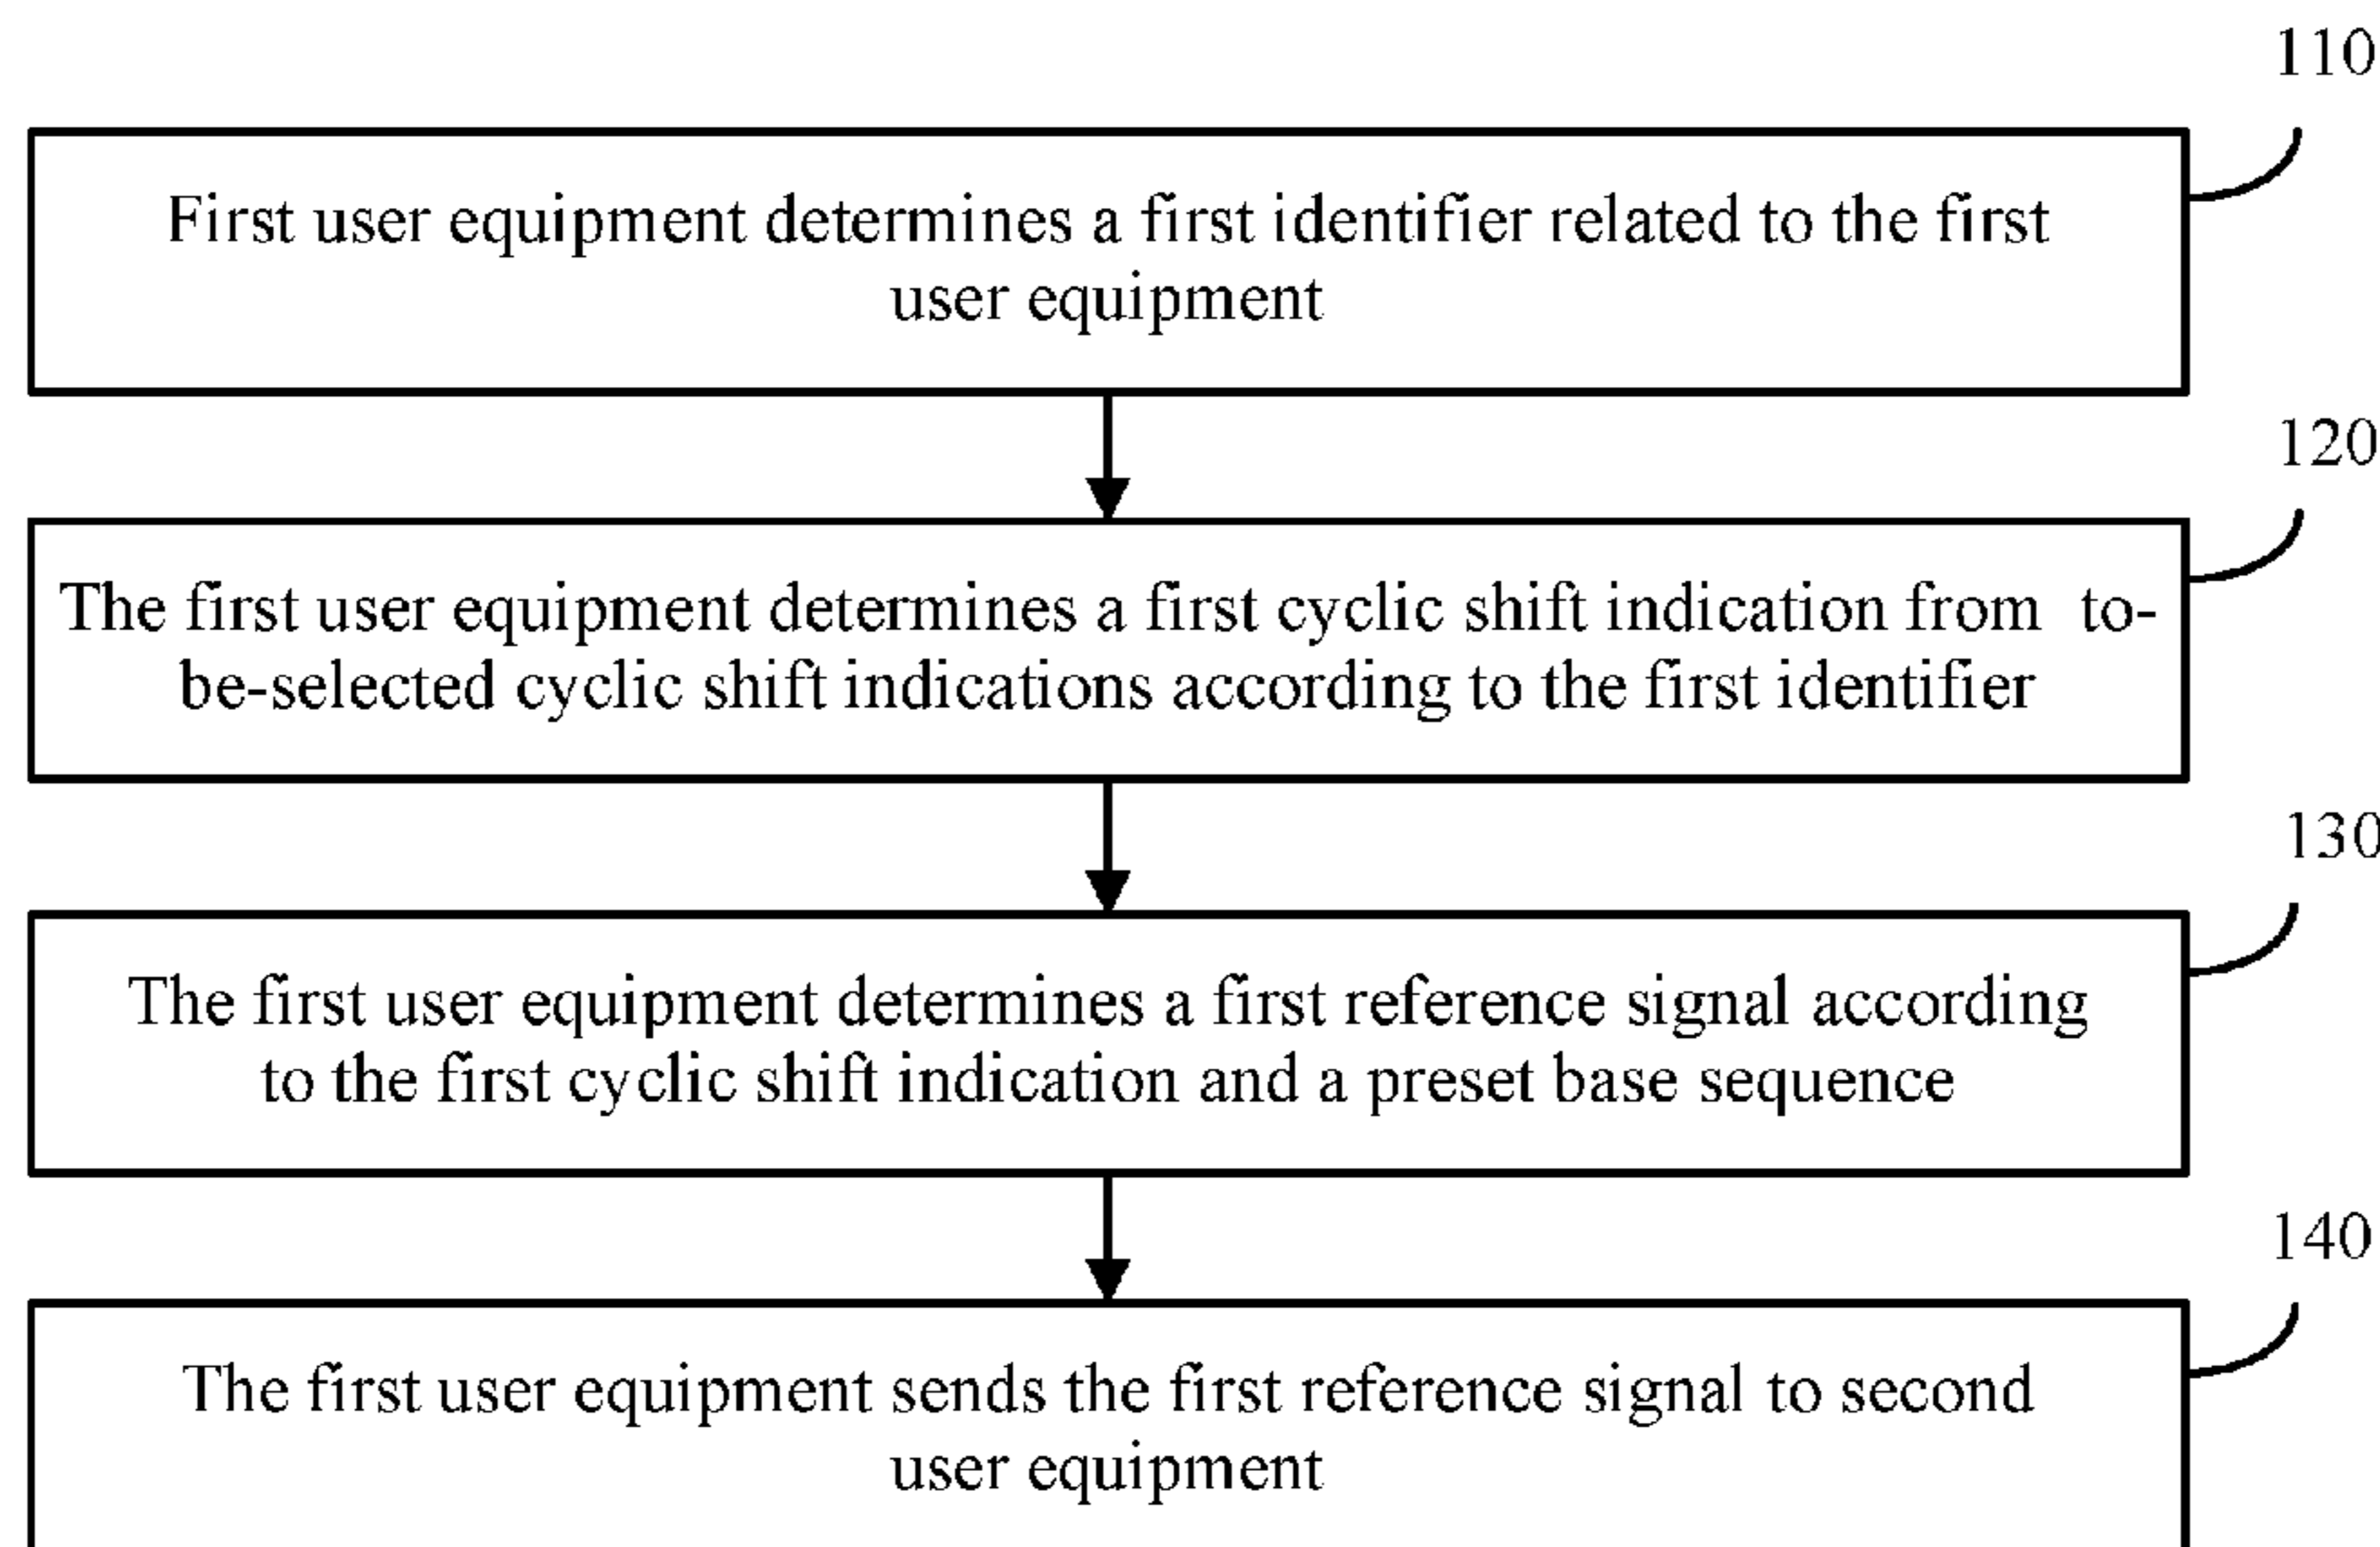 110
First user equipment determines a first identifier related to the first
user equipment
120
The first user equipment determines a first cyclic shift indication from to-
be-selected cyclic shift indications according to the first identifier
130
The first user equipment determines a first reference signal according
to the first cyclic shift indication and a preset base sequence
140
The first user equipment sends the first reference signal to second
user equipment